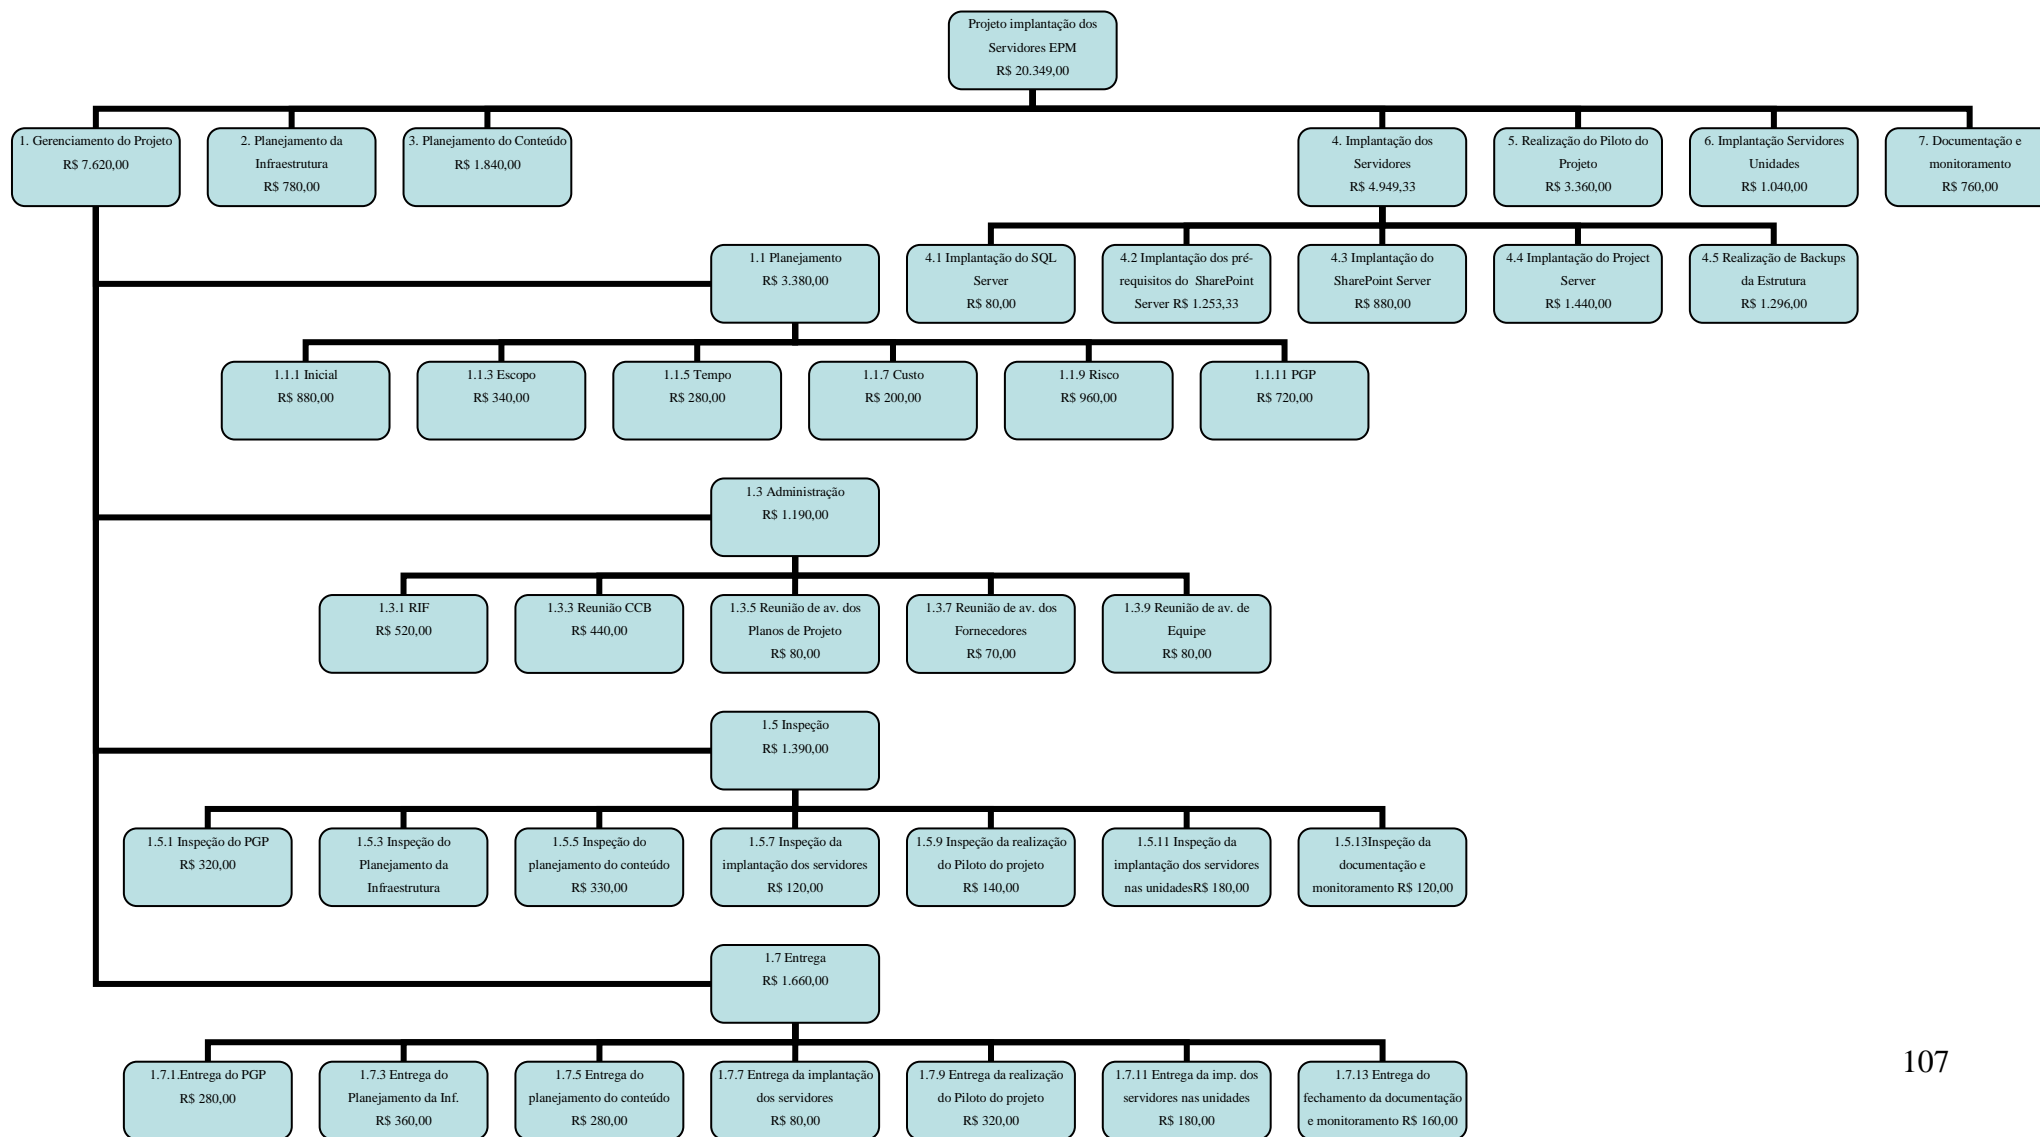 Projeto implantação dos
Servidores EPM
R$ 20.349,00
1. Gerenciamento do Projeto
R$ 7.620,00
2. Planejamento da
Infraestrutura
R$ 780,00
3. Planejamento do Conteúdo
R$ 1.840,00
4. Implantação dos
Servidores
R$ 4.949,33
5. Realização do Piloto do
Projeto
R$ 3.360,00
6. Implantação Servidores
Unidades
R$ 1.040,00
7. Documentação e
monitoramento
R$ 760,00
1.1 Planejamento
R$ 3.380,00
4.1 Implantação do SQL
Server
R$ 80,00
4.2 Implantação dos pré-
requisitos do SharePoint
Server R$ 1.253,33
4.3 Implantação do
SharePoint Server
R$ 880,00
4.4 Implantação do Project
Server
R$ 1.440,00
4.5 Realização de Backups
da Estrutura
R$ 1.296,00
1.1.1 Inicial
R$ 880,00
1.1.3 Escopo
R$ 340,00
1.1.5 Tempo
R$ 280,00
1.1.7 Custo
R$ 200,00
1.1.9 Risco
R$ 960,00
1.1.11 PGP
R$ 720,00
1.3 Administração
R$ 1.190,00
1.3.1 RIF
R$ 520,00
1.3.3 Reunião CCB
R$ 440,00
1.3.5 Reunião de av. dos
Planos de Projeto
R$ 80,00
1.3.7 Reunião de av. dos
Fornecedores
R$ 70,00
1.3.9 Reunião de av. de
Equipe
R$ 80,00
1.5 Inspeção
R$ 1.390,00
1.5.1 Inspeção do PGP
R$ 320,00
1.5.3 Inspeção do
Planejamento da
Infraestrutura
1.5.5 Inspeção do
planejamento do conteúdo
R$ 330,00
1.5.7 Inspeção da
implantação dos servidores
R$ 120,00
1.5.9 Inspeção da realização
do Piloto do projeto
R$ 140,00
1.5.11 Inspeção da
implantação dos servidores
nas unidadesR$ 180,00
1.5.13Inspeção da
documentação e
monitoramento R$ 120,00
1.7 Entrega
R$ 1.660,00
1.7.1.Entrega do PGP
R$ 280,00
1.7.3 Entrega do
Planejamento da Inf.
R$ 360,00
1.7.5 Entrega do
planejamento do conteúdo
R$ 280,00
1.7.7 Entrega da implantação
dos servidores
R$ 80,00
1.7.9 Entrega da realização
do Piloto do projeto
R$ 320,00
1.7.11 Entrega da imp. dos
servidores nas unidades
R$ 180,00
1.7.13 Entrega do
fechamento da documentação
e monitoramento R$ 160,00
107